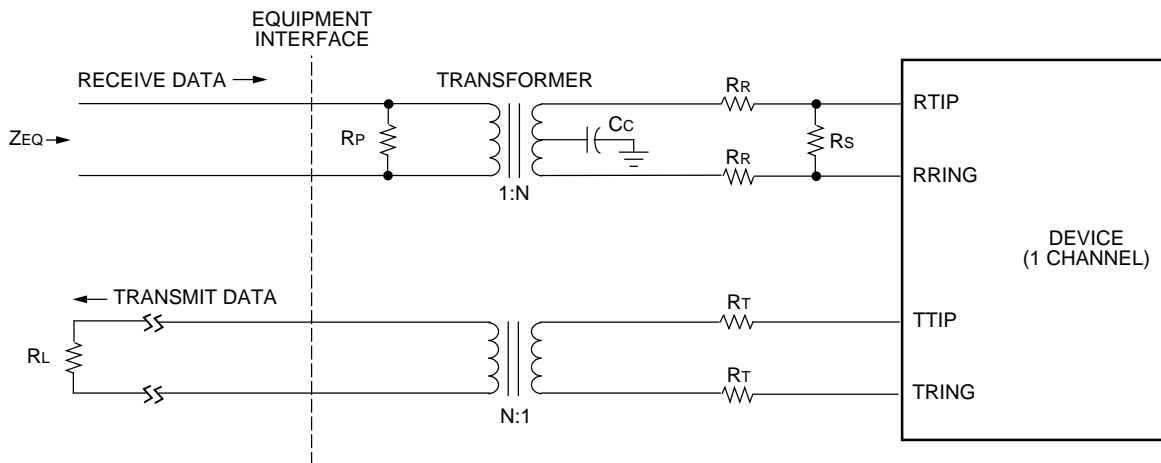 EQUIPMENT
INTERFACE
RECEIVE DATA →
TRANSFORMER
RR
RTIP
ZEQ →
RP
CC
RS
RR
RRING
1:N
DEVICE
(1 CHANNEL)
← TRANSMIT DATA
RT
TTIP
RL
RT
TRING
N:1